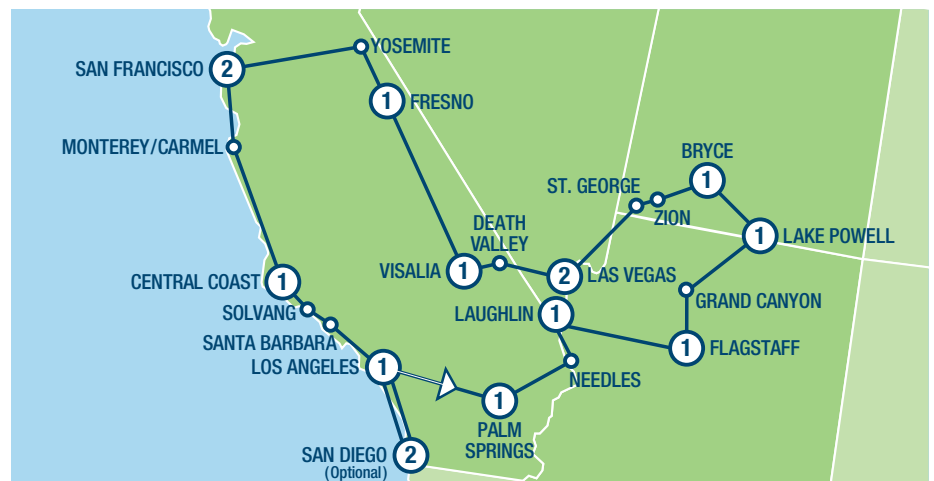 YOSEMITE
SAN FRANCISCO
2
1
FRESNO
MONTEREY/CARMEL
BRYCE
1
ST. GEORGE
ZION
DEATH
VALLEY
1
LAKE POWELL
VISALIA
1
2
LAS VEGAS
CENTRAL COAST
1
GRAND CANYON
SOLVANG
LAUGHLIN
1
SANTA BARBARA
1
FLAGSTAFF
LOS ANGELES
1
NEEDLES
1
PALM
SPRINGS
SAN DIEGO
(Optional)
2